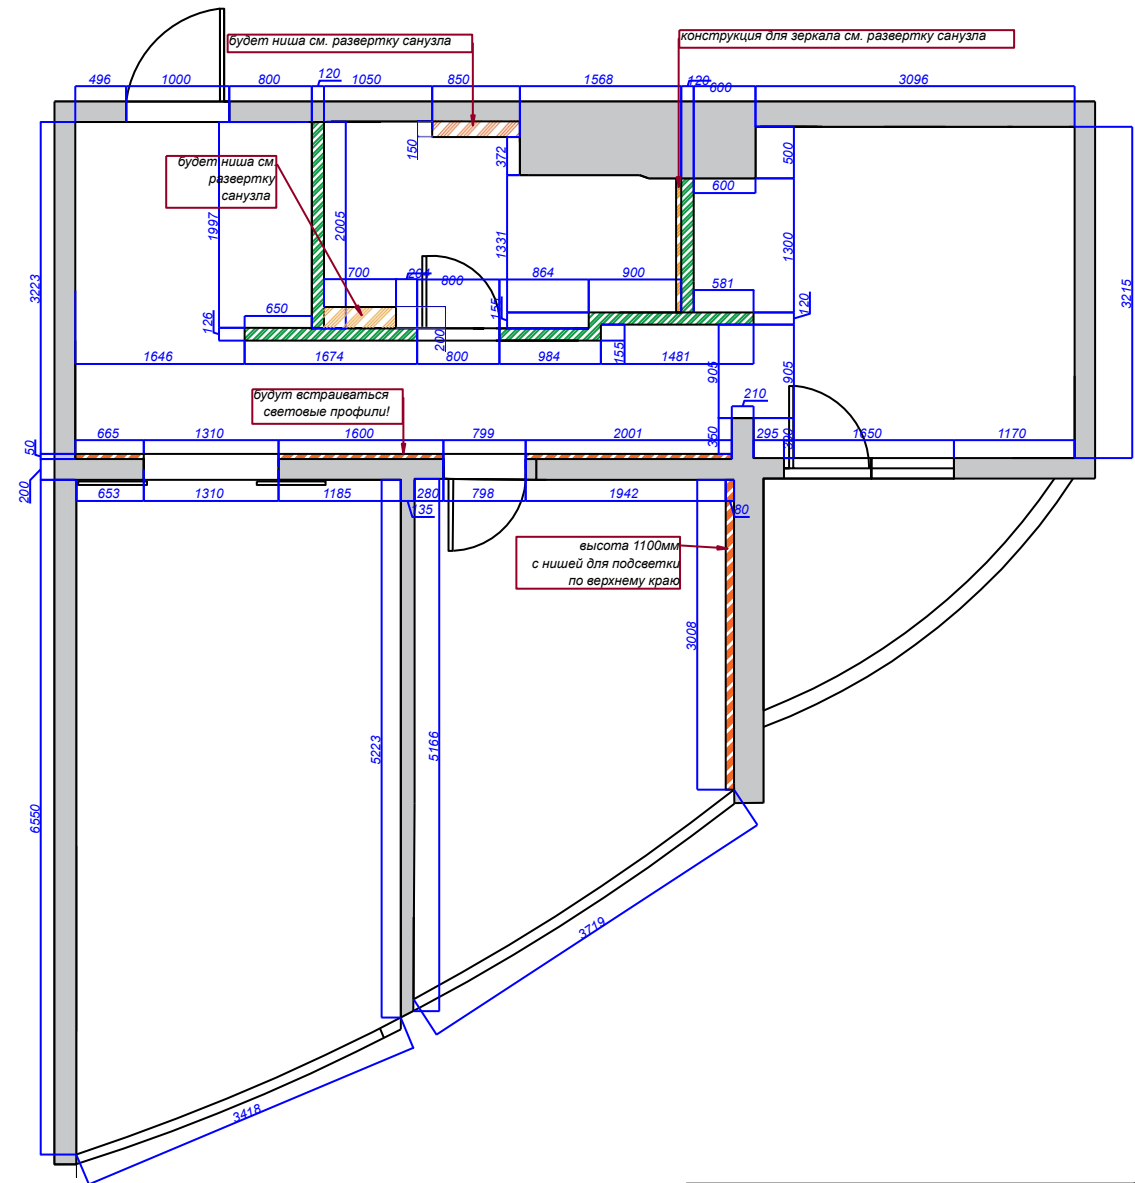 будет ниша см. развертку санузла
конструкция для зеркала см. развертку санузла
496 1000 800 120 1050 850 1568 120 600 3096
будет ниша см.
развертку
санузла
150
372
500
600
1997
2005
1331
1300
3223
3215
700
201
800
864
900
581
650
126
155
200
120
1646 1674 800 984 155 1481
905
905
будут встраиваться
световые профили!
210
665 1310 1600 799 2001 350 295 1650 1170
50
200
653 1310 1185 280 798 1942
135
80
высота 1100мм
с нишей для подсветки
по верхнему краю
3008
5223
5166
6550
3719
3418